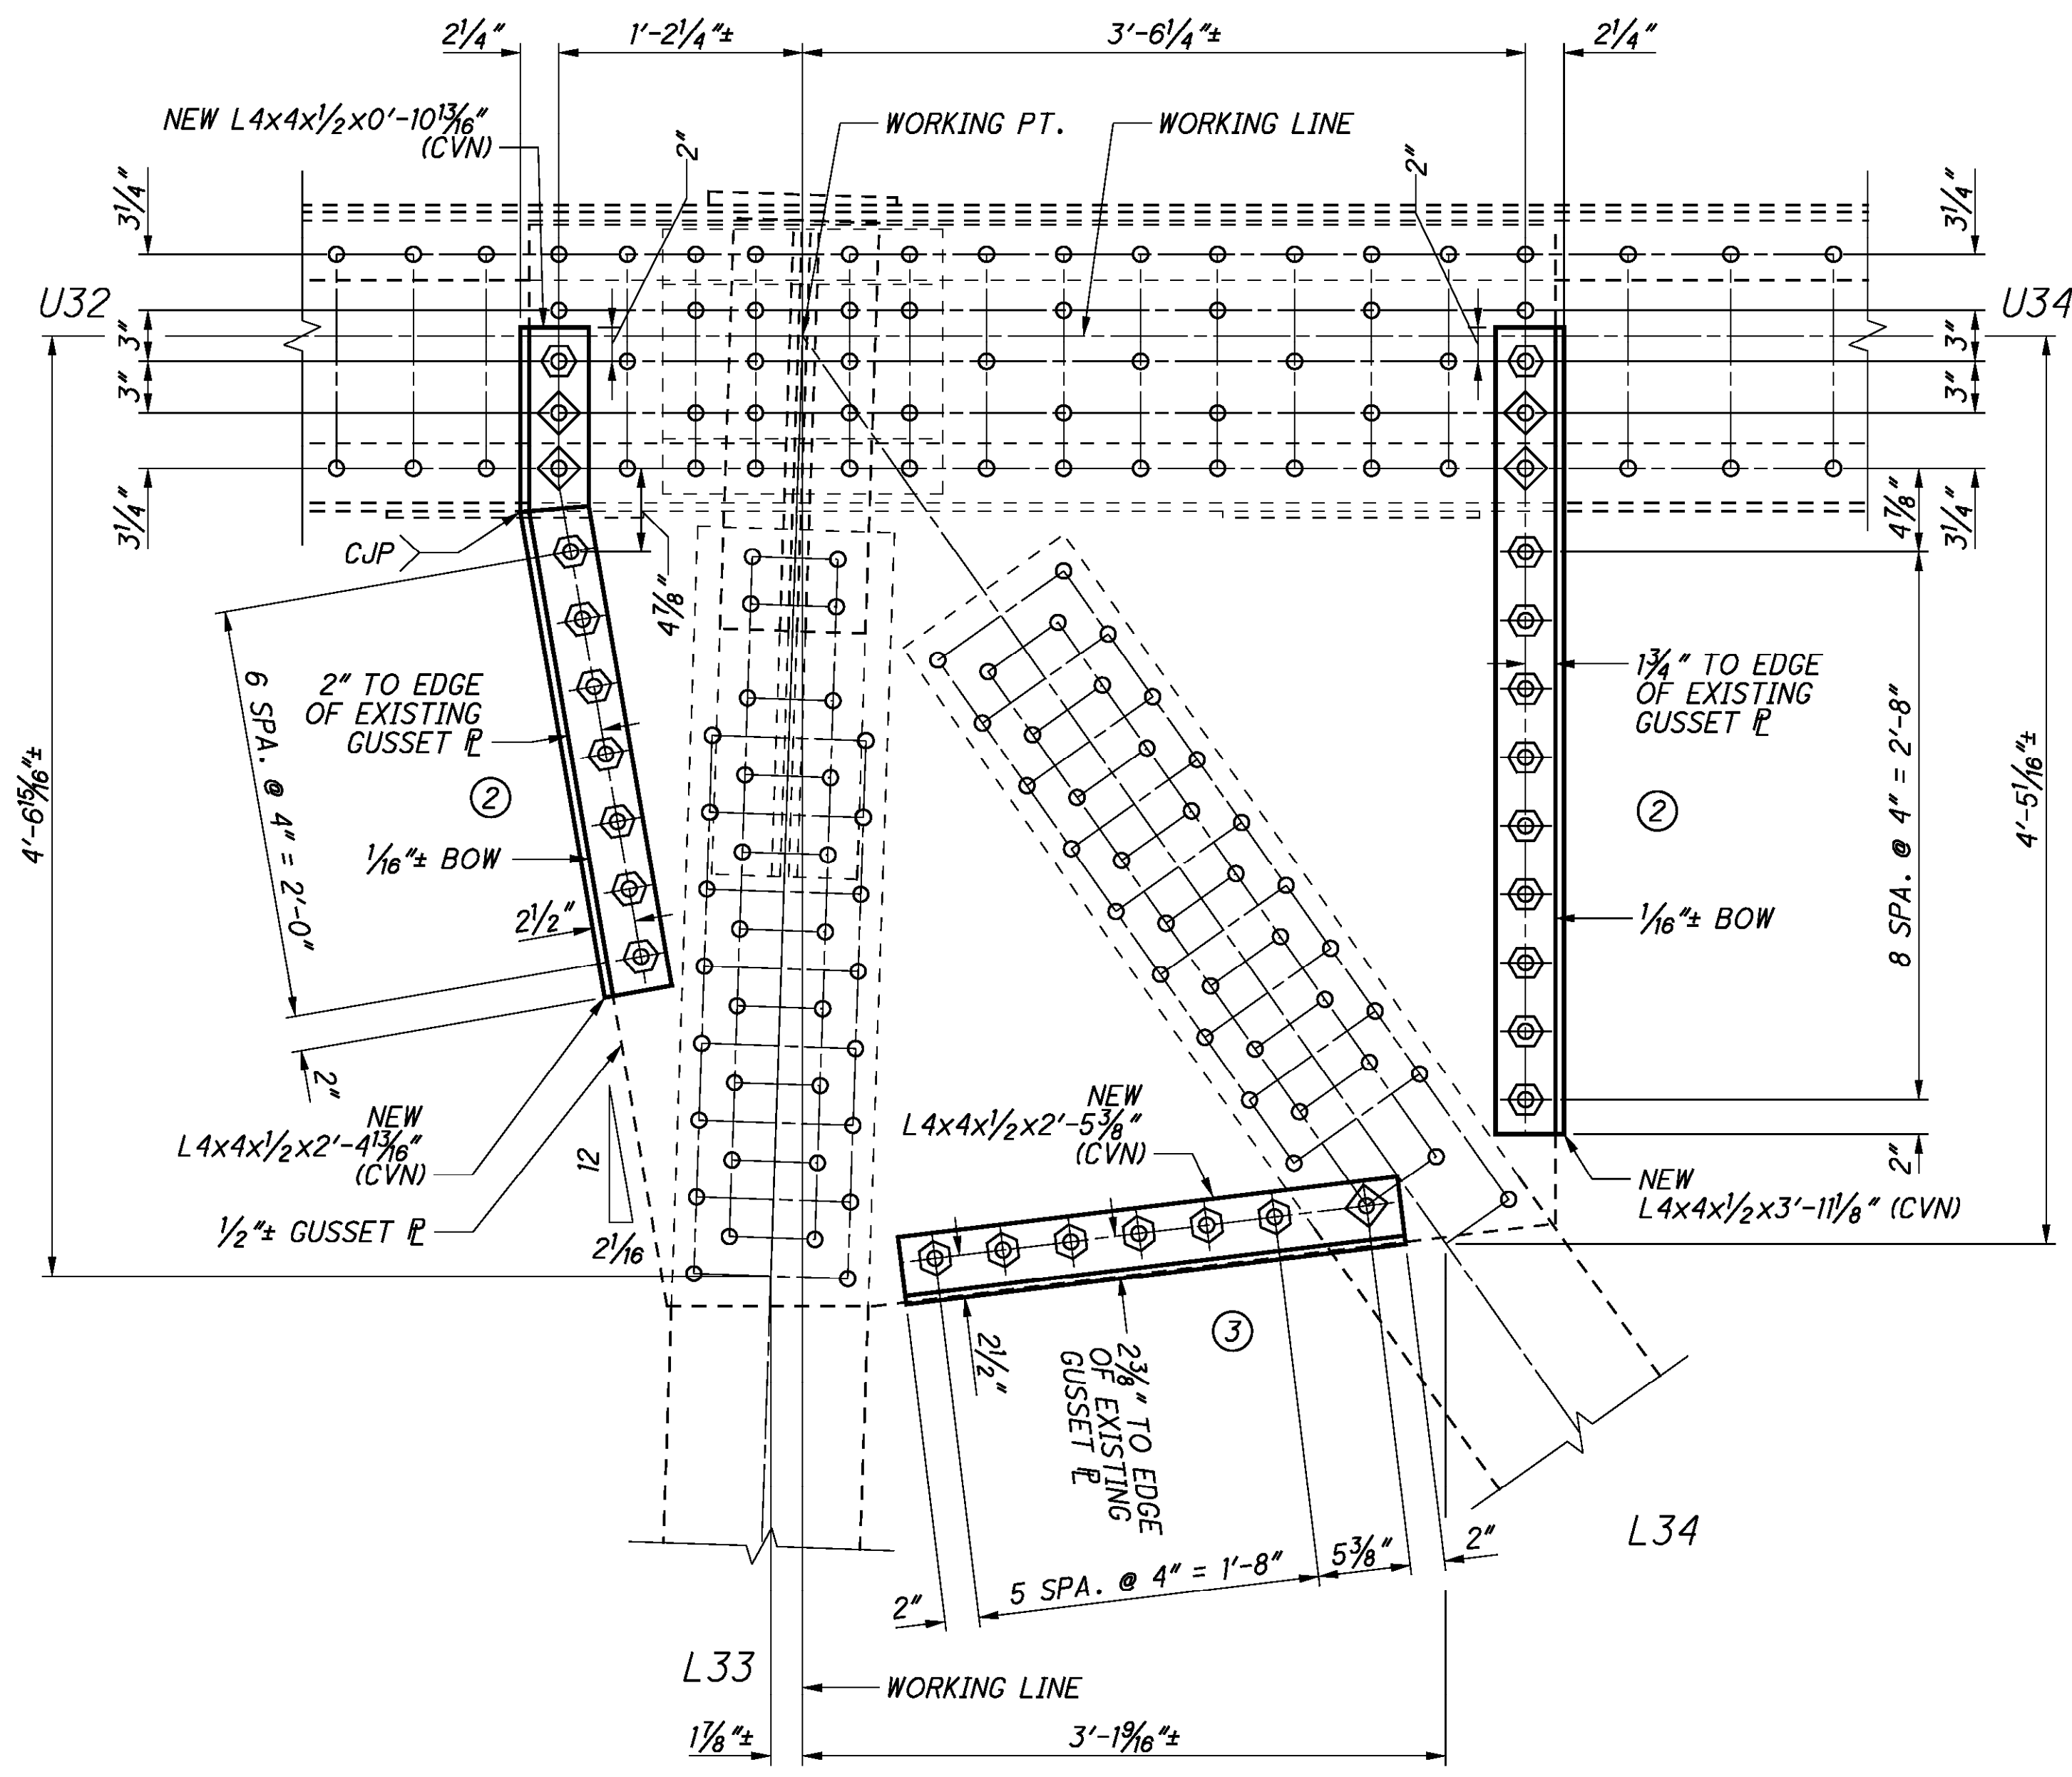 2¼"
1'-2¼"±
3'-6¼"±
2¼"
NEW L4x4x½x0'-10¹³⁄₁₆"
(CVN)
2"
WORKING PT.
WORKING LINE
2"
3¼"
3¼"
U32
U34
3"
3"
3"
3"
3¼"
3¼"
4⅞"
CJP
4⅞"
4'-6¹⁵⁄₁₆"±
4'-5¹⁄₁₆"±
6 SPA. @ 4" = 2'-0"
2" TO EDGE
OF EXISTING
GUSSET ℄
2
1¾" TO EDGE
OF EXISTING
GUSSET ℄
2
8 SPA. @ 4" = 2'-8"
¹⁄₁₆"± BOW
¹⁄₁₆"± BOW
2½"
2"
NEW
L4x4x½x2'-4¹³⁄₁₆"
(CVN)
½"± GUSSET ℄
12
2¹⁄₁₆
NEW
L4x4x½x2'-5⅜"
(CVN)
2"
NEW
L4x4x½x3'-11⅛" (CVN)
2½"
2⅜" TO EDGE
OF EXISTING
GUSSET ℄
3
2"
5 SPA. @ 4" = 1'-8"
5⅜"
2"
L34
L33
WORKING LINE
1⅞"±
3'-1⁹⁄₁₆"±